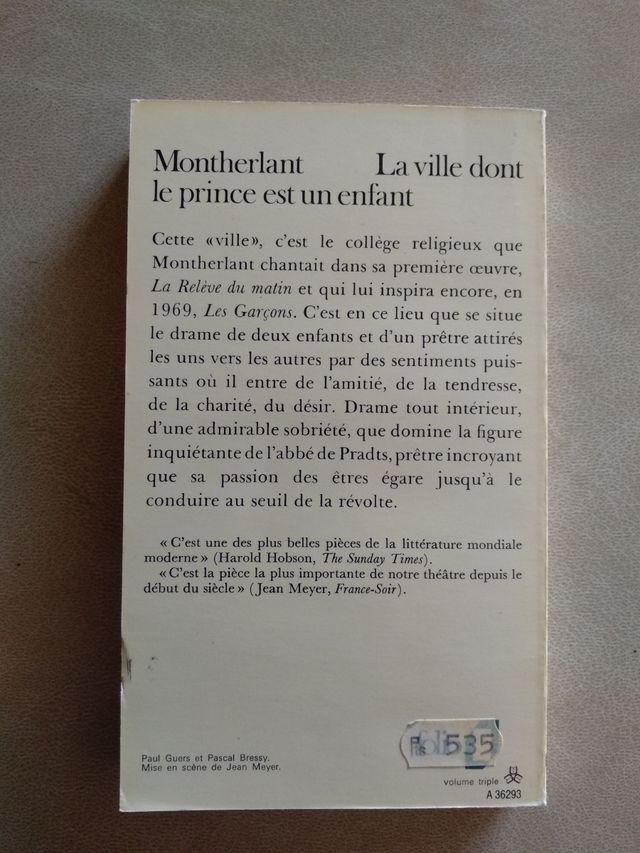 Montherlant La ville dont
le prince est un enfant
Cette «ville», c'est le collège religieux que
Montherlant chantait dans sa première œuvre,
La Relève du matin et qui lui inspira encore, en
1969, Les Garçons. C'est en ce lieu que se situe
le drame de deux enfants et d'un prêtre attirés
les uns vers les autres par des sentiments puis-
sants où il entre de l'amitié, de la tendresse,
de la charité, du désir. Drame tout intérieur,
d'une admirable sobriété, que domine la figure
inquiétante de l'abbé de Pradts, prêtre incroyant
que sa passion des êtres égare jusqu'à le
conduire au seuil de la révolte.
« C'est une des plus belles pièces de la littérature mondiale
moderne » (Harold Hobson, The Sunday Times).
« C'est la pièce la plus importante de notre théâtre depuis le
début du siècle » (Jean Meyer, France-Soir).
Paul Guers et Pascal Bressy.
Mise en scène de Jean Meyer.
Pts 535
volume triple
A 36293